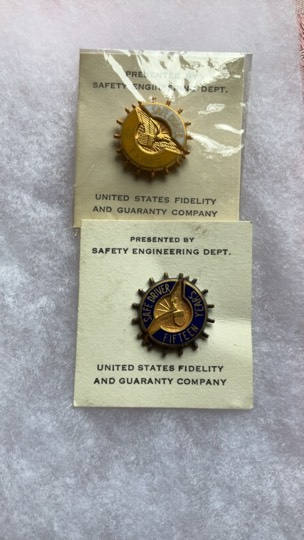 PRESENTED BY
SAFETY ENGINEERING DEPT.
UNITED STATES FIDELITY
AND GUARANTY COMPANY
PRESENTED BY
SAFETY ENGINEERING DEPT.
SAFE DRIVER
FIFTEEN
YEARS
UNITED STATES FIDELITY
AND GUARANTY COMPANY